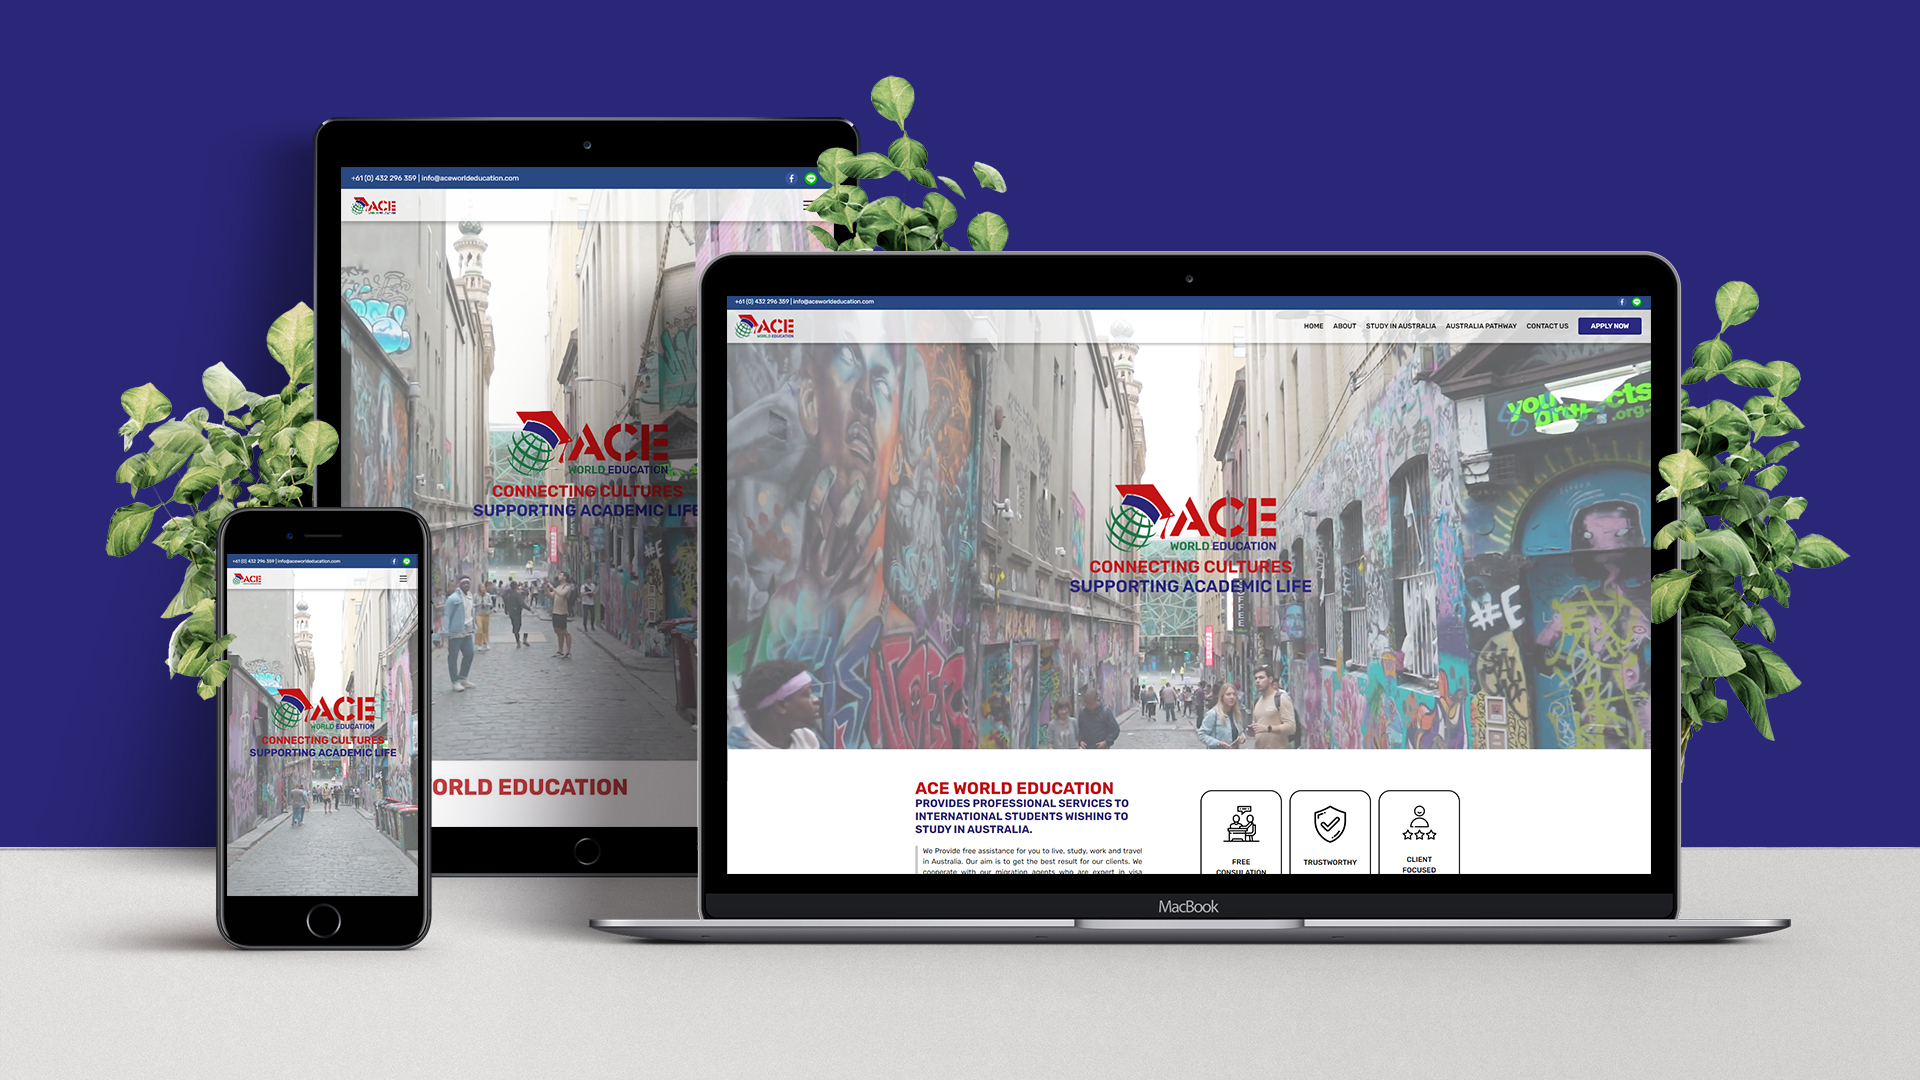 +61 (0) 432 296 359 | info@aceworldeducation.com
ACE
ACE
WORLD EDUCATION
CONNECTING CULTURES
SUPPORTING ACADEMIC LIFE
#E
ORLD EDUCATION
+61 (0) 432 296 359 | info@aceworldeducation.com
ACE
ACE
WORLD EDUCATION
CONNECTING CULTURES
SUPPORTING ACADEMIC LIFE
+61 (0) 432 296 359 | info@aceworldeducation.com
ACE
WORLD EDUCATION
HOME ABOUT STUDY IN AUSTRALIA AUSTRALIA PATHWAY CONTACT US APPLY NOW
.org
#E
ACE
WORLD EDUCATION
CONNECTING CULTURES
SUPPORTING ACADEMIC LIFE
ACE WORLD EDUCATION
PROVIDES PROFESSIONAL SERVICES TO
INTERNATIONAL STUDENTS WISHING TO
STUDY IN AUSTRALIA.
We Provide free assistance for you to live, study, work and travel
in Australia. Our aim is to get the best result for our clients. We
cooperate with our migration agents who are expert in visa
FREE
CONSULATION
TRUSTWORTHY
CLIENT
FOCUSED
MacBook